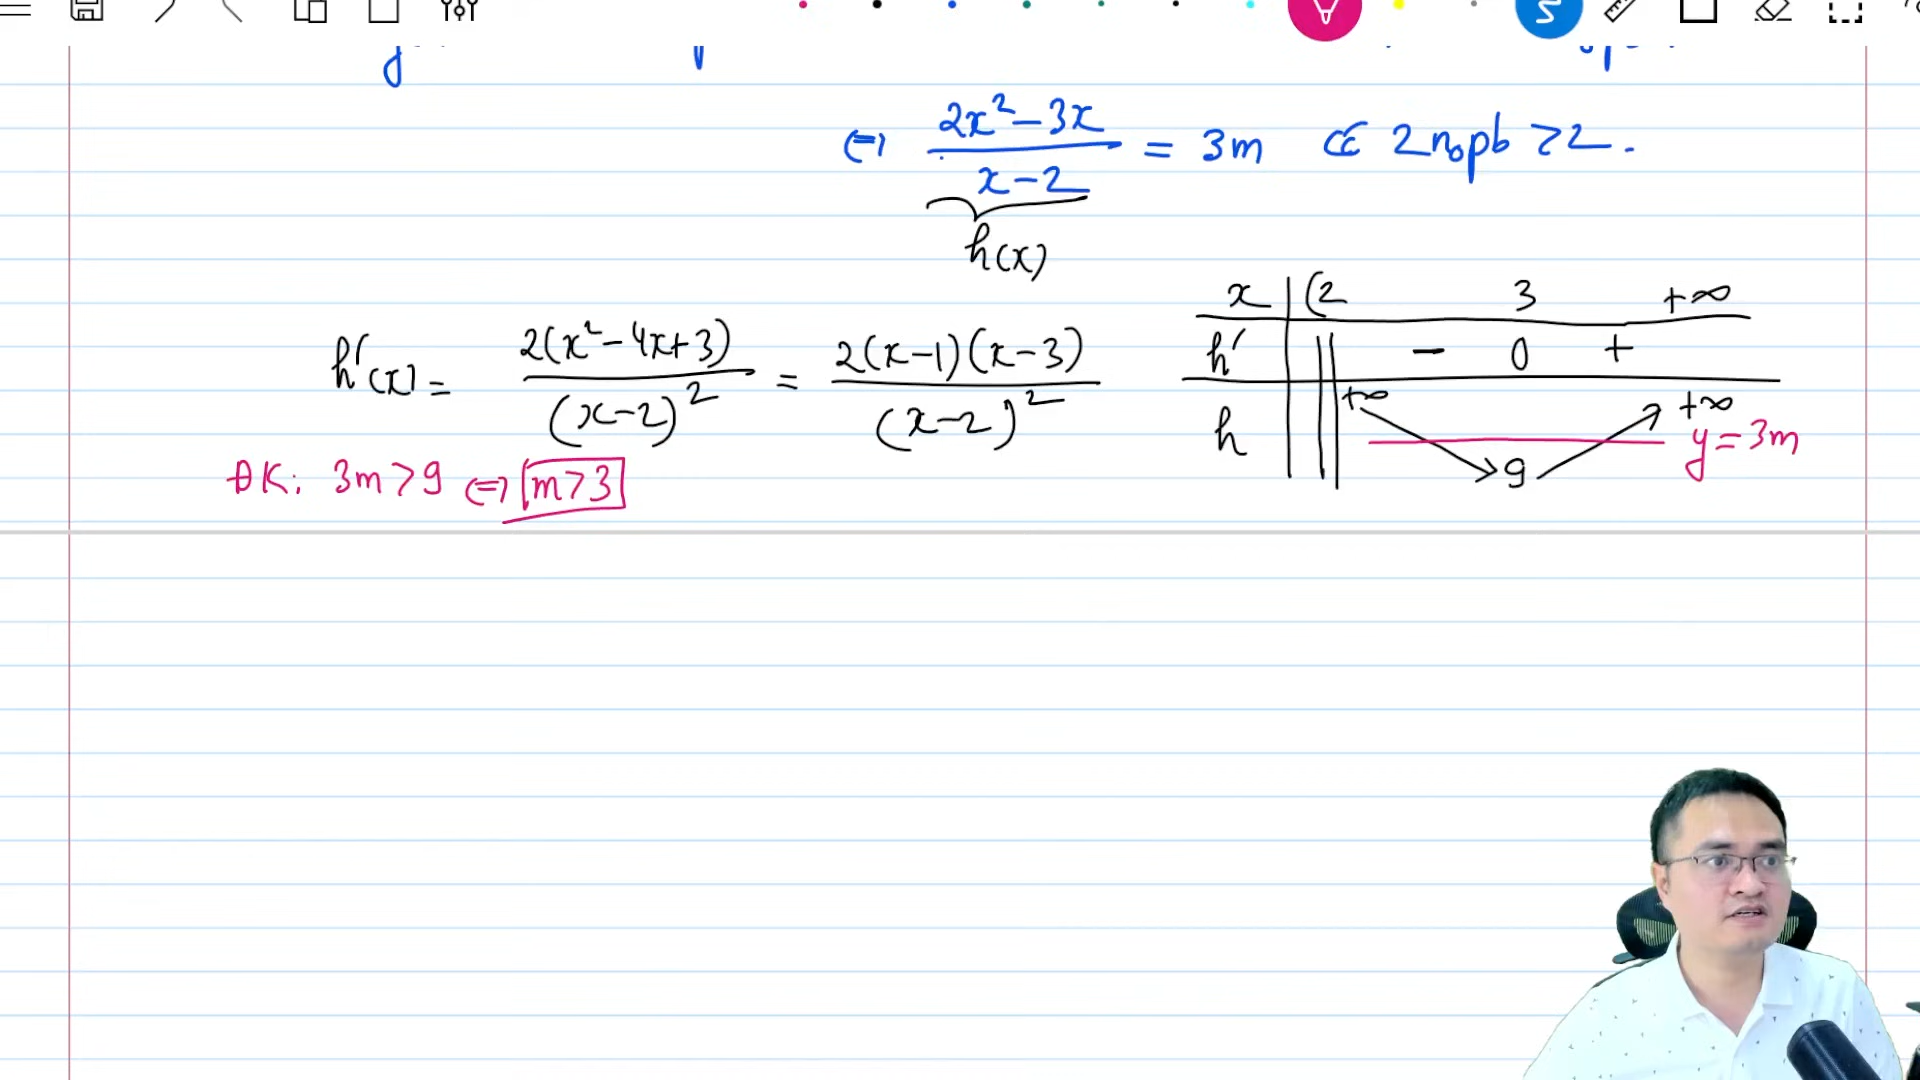 ⇔ (2x² - 3x)/(x - 2) = 3m có 2 nₒpb > 2.
h(x)
x | (2 3 +∞
h'(x) = 2(x² - 4x + 3)/(x - 2)² = 2(x - 1)(x - 3)/(x - 2)²
h' || - 0 +
h || +∞ 9 +∞
y = 3m
ĐK: 3m > 9 ⇔ m > 3